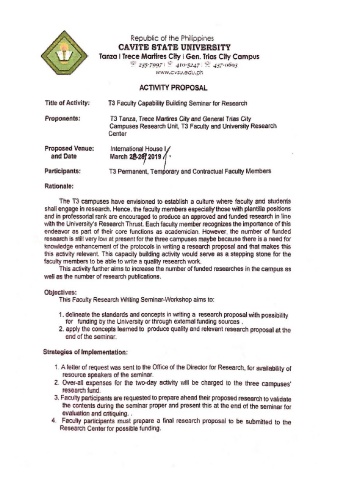 Republic of the Philippines
CAVITE STATE UNIVERSITY
Tanza | Trece Martires City | Gen. Trias City Campus
www.cvsu.edu.ph
ACTIVITY PROPOSAL
Title of Activity: T3 Faculty Capability Building Seminar for Research
Proponents: T3 Tanza, Trece Martires City and General Trias City
Campuses Research Unit, T3 Faculty and University Research
Center
Proposed Venue: International House I
and Date March 2019
Participants: T3 Permanent, Temporary and Contractual Faculty Members
Rationale:
The T3 campuses have envisioned to establish a culture where faculty and students
shall engage in research. Hence, the faculty members especially those with plantilla positions
and in professorial rank are encouraged to produce an approved and funded research in line
with the University's Research Thrust. Each faculty member recognizes the importance of this
endeavor as part of their core functions as academician. However, the number of funded
research is still very low at present for the three campuses maybe because there is a need for
knowledge enhancement of the protocols in writing a research proposal and that makes this
this activity relevant. This capacity building activity would serve as a stepping stone for the
faculty members to be able to write a quality research work.
This activity further aims to increase the number of funded researches in the campus as
well as the number of research publications.
Objectives:
This Faculty Research Writing Seminar-Workshop aims to:
1. delineate the standards and concepts in writing a research proposal with possibility
for funding by the University or through external funding sources .
2. apply the concepts learned to produce quality and relevant research proposal at the
end of the seminar.
Strategies of Implementation:
1. A letter of request was sent to the Office of the Director for Research, for availability of
resource speakers of the seminar.
2. Over-all expenses for the two-day activity will be charged to the three campuses'
research fund.
3. Faculty participants are requested to prepare ahead their proposed research to validate
the contents during the seminar proper and present this at the end of the seminar for
evaluation and critiquing. .
4. Faculty participants must prepare a final research proposal to be submitted to the
Research Center for possible funding.